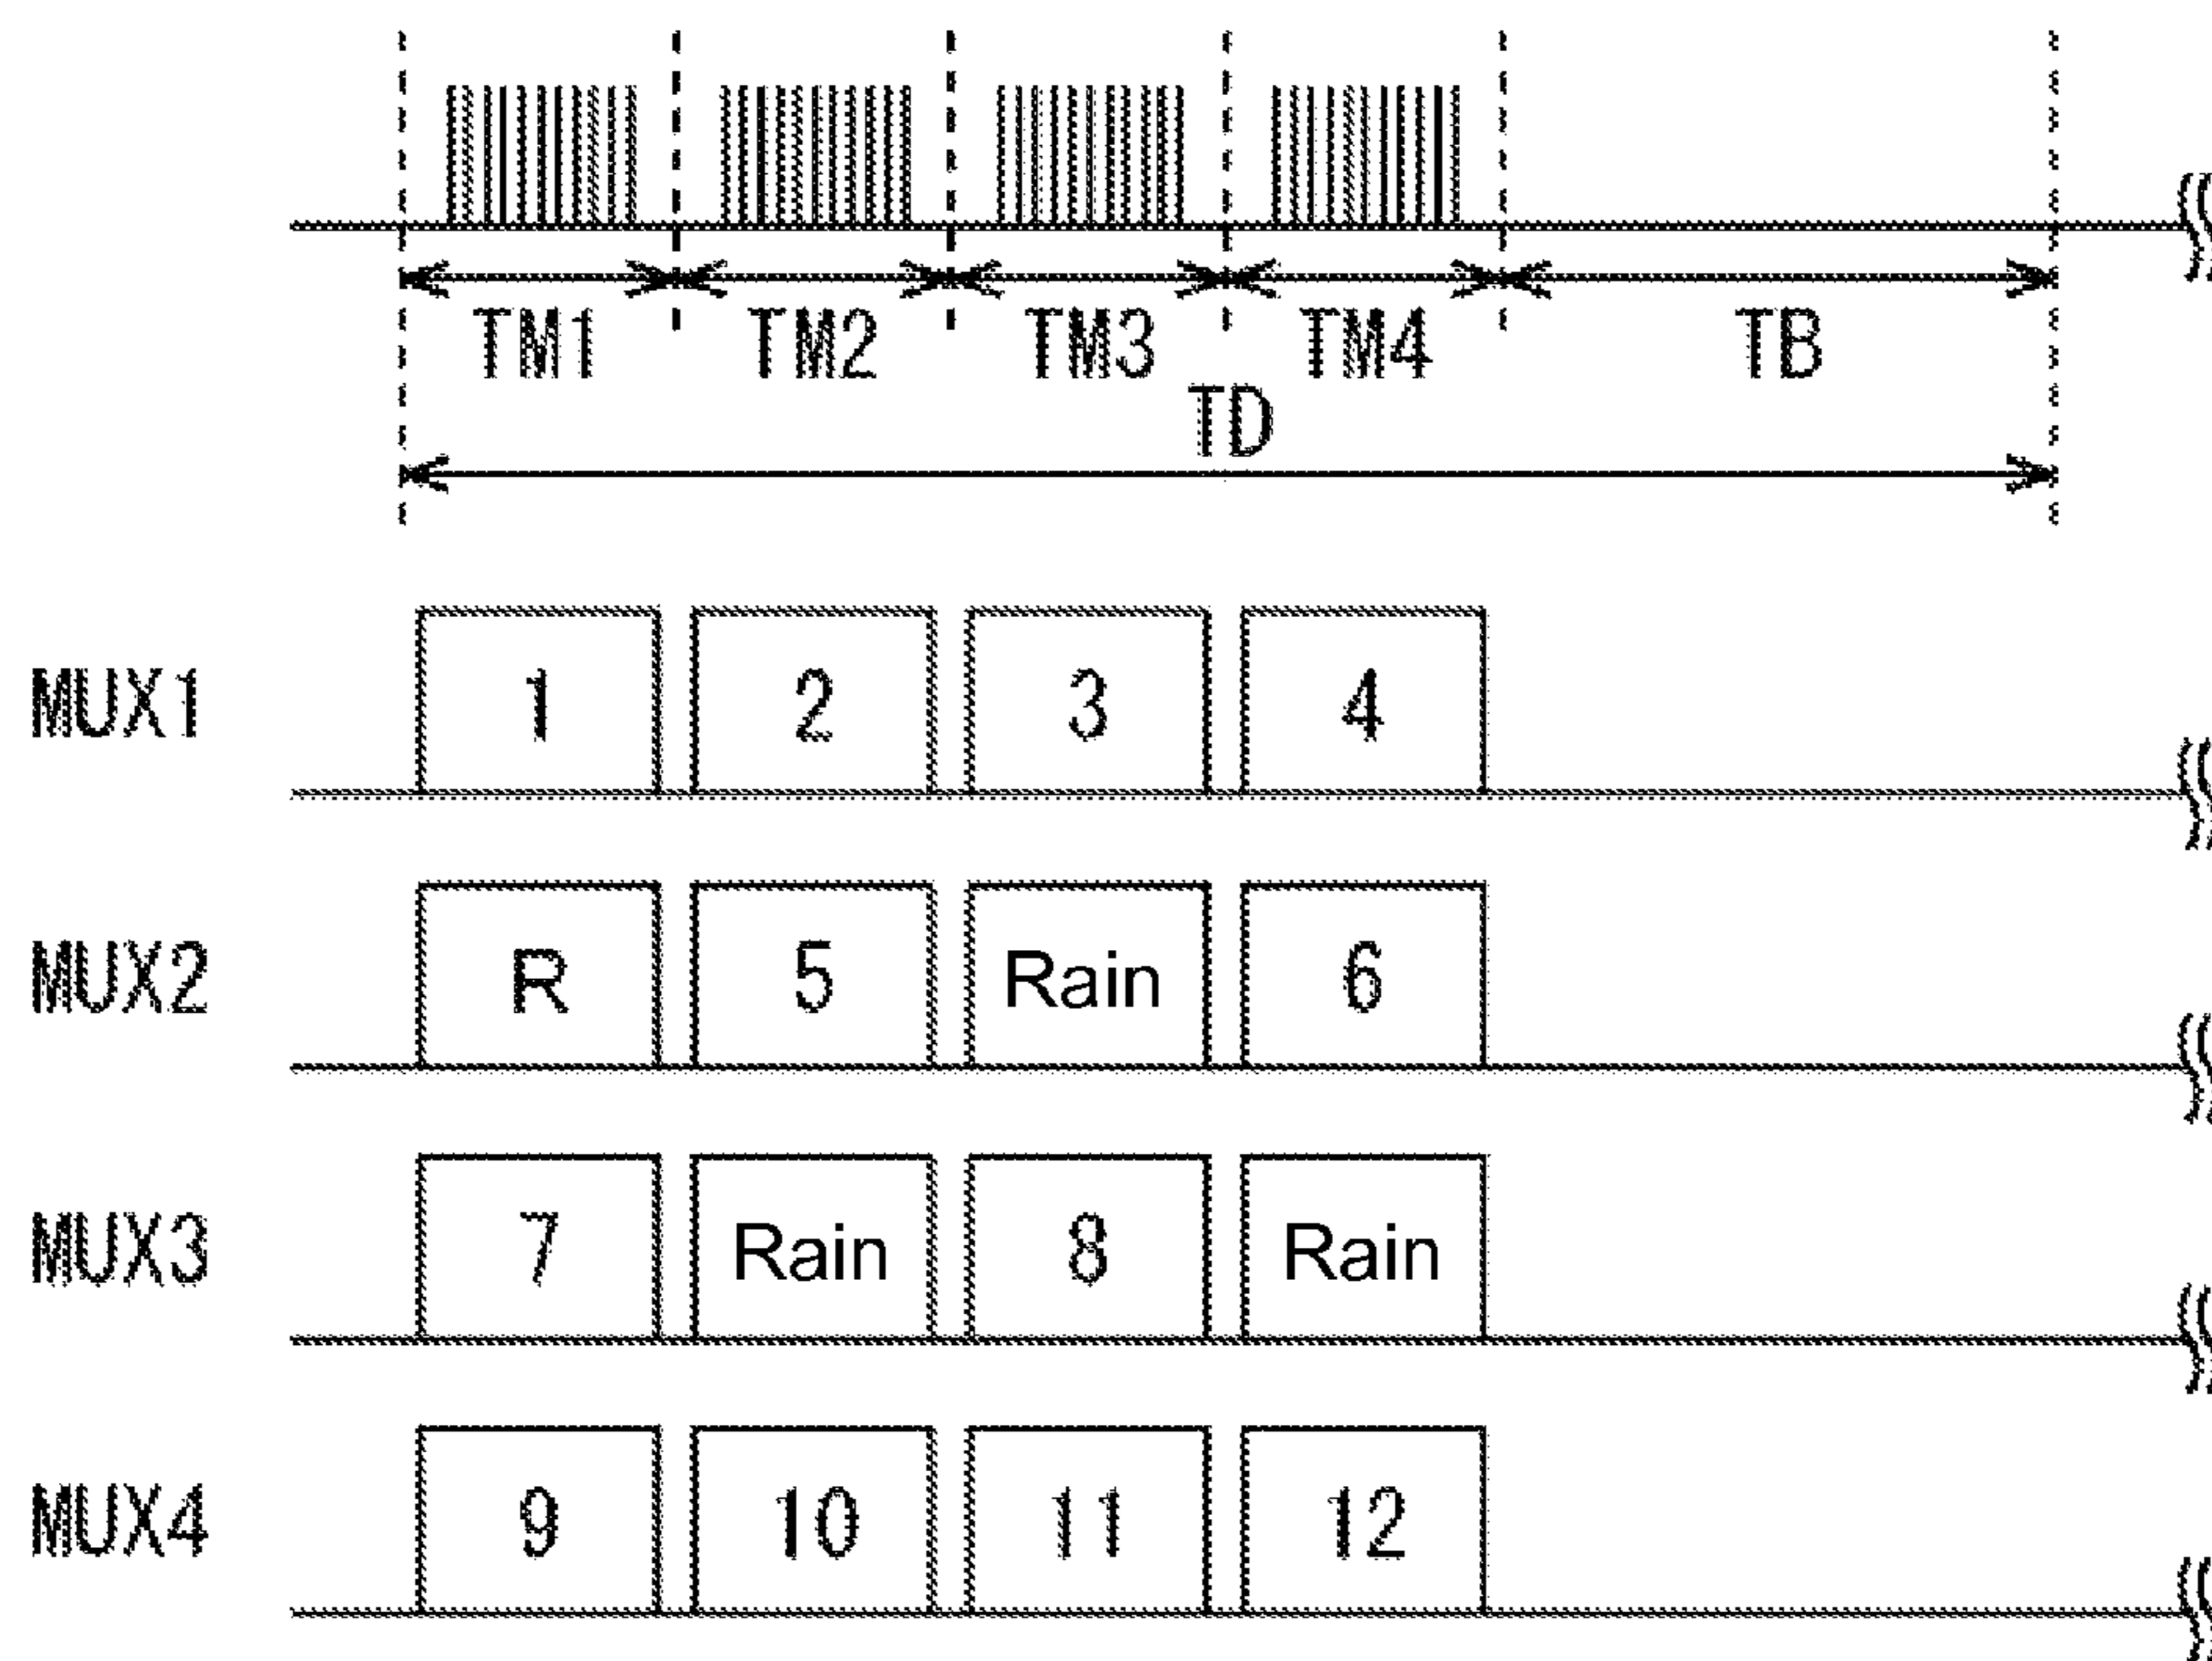 TM1 TM2 TM3 TM4 TB
TD
MUX1 1 2 3 4
MUX2 R 5 Rain 6
MUX3 7 Rain 8 Rain
MUX4 9 10 11 12